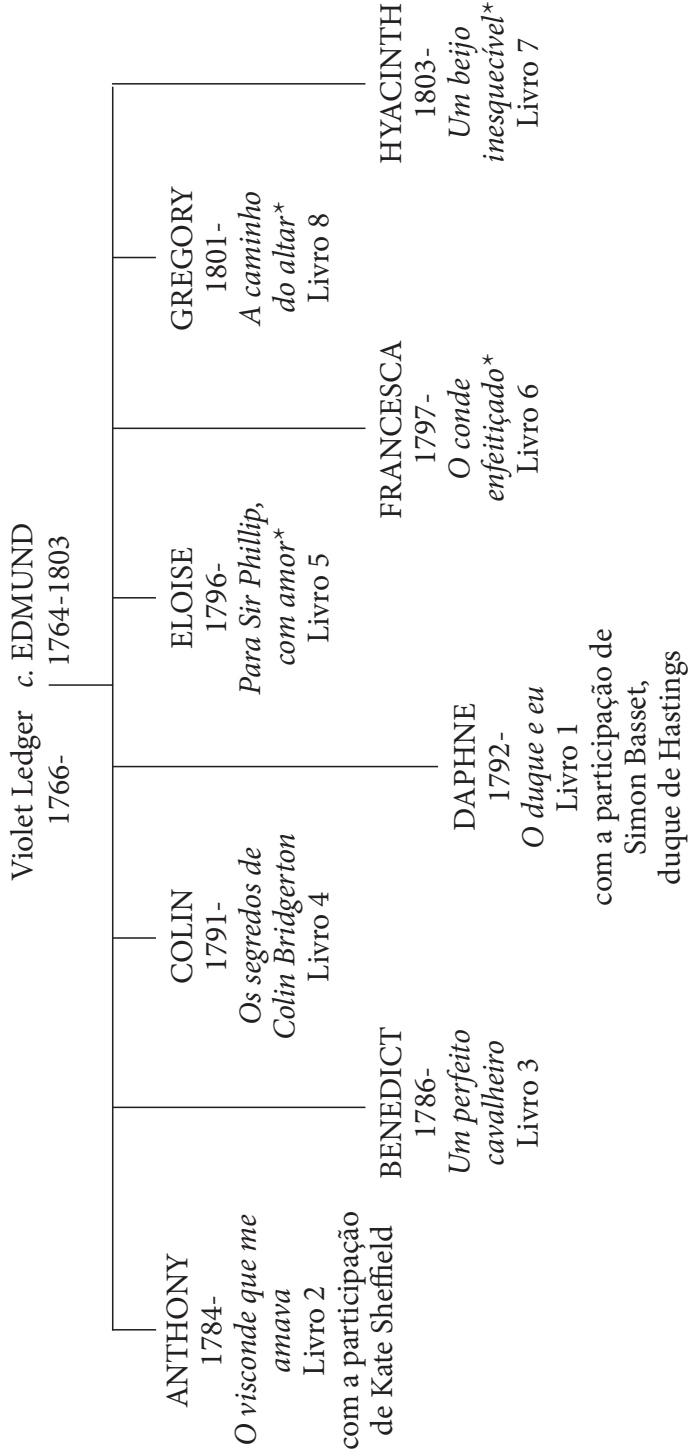 Violet Ledger c. EDMUND
1766- 1764-1803
ANTHONY
1784-
O visconde que me
amava
Livro 2
com a participação
de Kate Sheffield
BENEDICT
1786-
Um perfeito
cavalheiro
Livro 3
COLIN
1791-
Os segredos de
Colin Bridgerton
Livro 4
DAPHNE
1792-
O duque e eu
Livro 1
com a participação de
Simon Basset,
duque de Hastings
ELOISE
1796-
Para Sir Phillip,
com amor*
Livro 5
FRANCESCA
1797-
O conde
enfeitiçado*
Livro 6
GREGORY
1801-
A caminho
do altar*
Livro 8
HYACINTH
1803-
Um beijo
inesquecível*
Livro 7